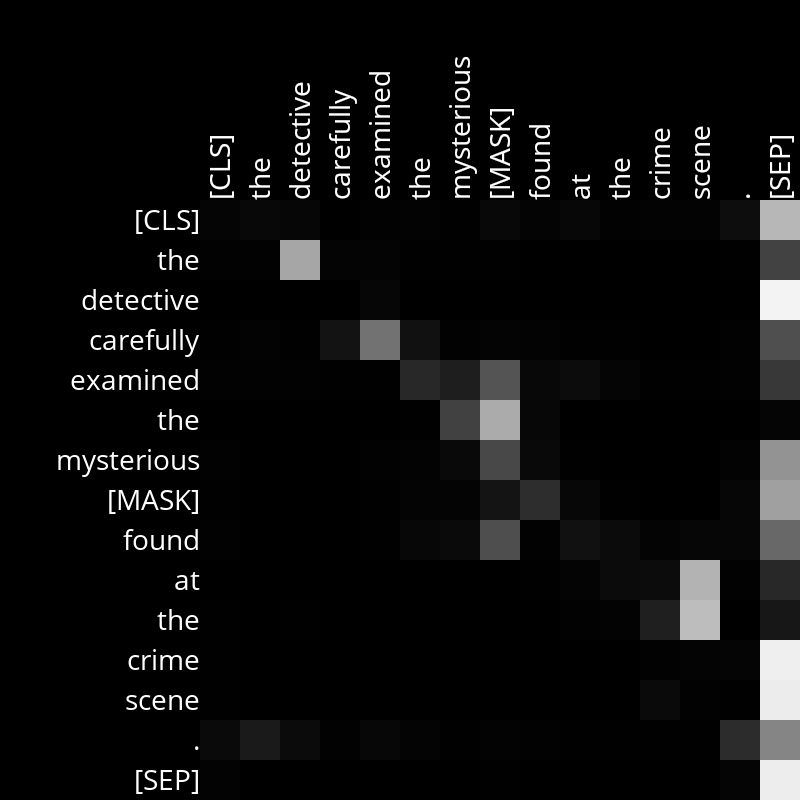 [CLS]
the
detective
carefully
examined
the
mysterious
[MASK]
found
at
the
crime
scene
.
[SEP]
[CLS]
the
detective
carefully
examined
the
mysterious
[MASK]
found
at
the
crime
scene
.
[SEP]